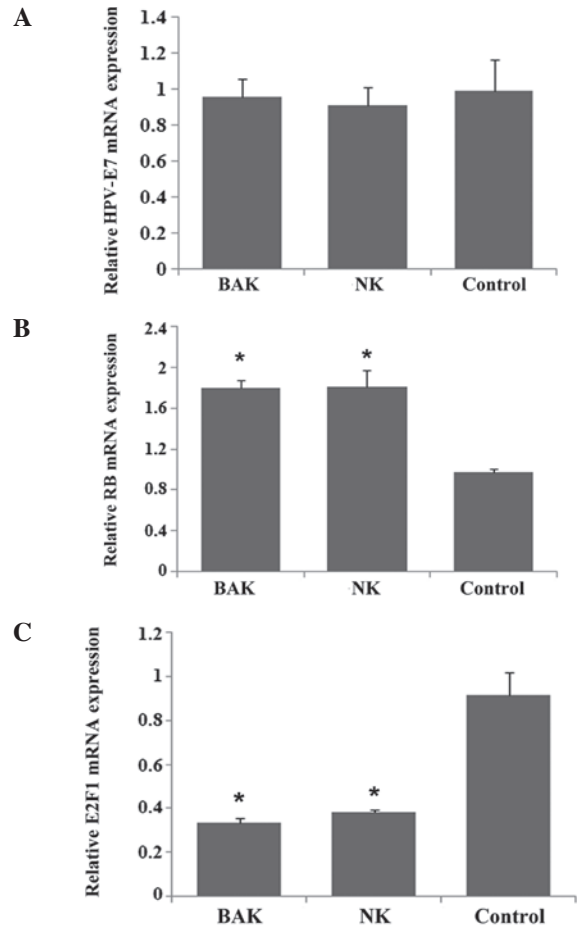 A
Relative HPV-E7 mRNA expression
1.4
1.2
1
0.8
0.6
0.4
0.2
0
BAK NK Control
B
Relative RB mRNA expression
2.4
2
1.6
1.2
0.8
0.4
0
* *
BAK NK Control
C
Relative E2F1 mRNA expression
1.2
1
0.8
0.6
0.4
0.2
0
* *
BAK NK Control